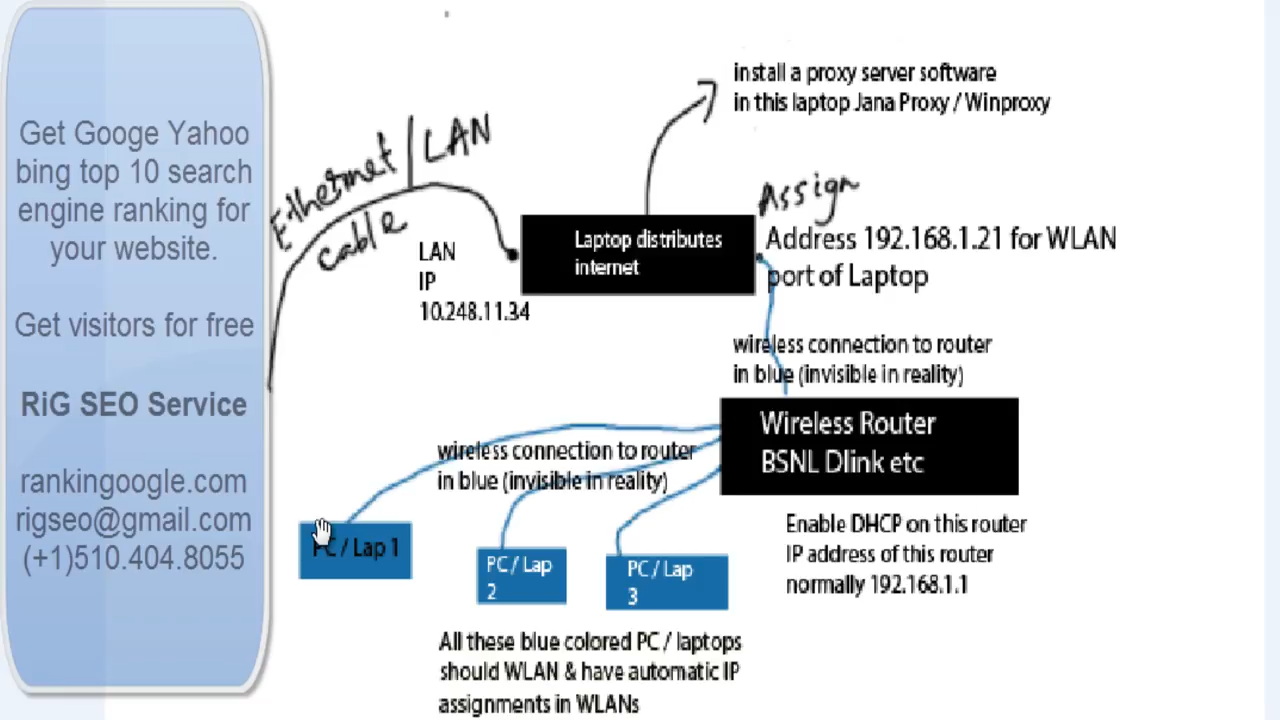 Get Googe Yahoo
bing top 10 search
engine ranking for
your website.
Get visitors for free
RiG SEO Service
rankingoogle.com
rigseo@gmail.com
(+1)510.404.8055
install a proxy server software
in this laptop Jana Proxy / Winproxy
Ethernet/LAN
cable
LAN
IP
10.248.11.34
Laptop distributes
internet
Assign
Address 192.168.1.21 for WLAN
port of Laptop
wireless connection to router
in blue (invisible in reality)
Wireless Router
BSNL Dlink etc
wireless connection to router
in blue (invisible in reality)
PC / Lap 1
PC / Lap
2
PC / Lap
3
Enable DHCP on this router
IP address of this router
normally 192.168.1.1
All these blue colored PC / laptops
should WLAN & have automatic IP
assignments in WLANs